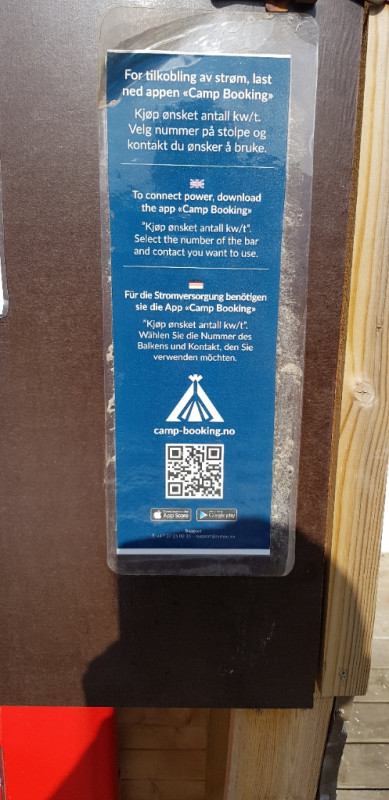 For tilkobling av strøm, last
ned appen «Camp Booking»
Kjøp ønsket antall kw/t.
Velg nummer på stolpe og
kontakt du ønsker å bruke.
To connect power, download
the app «Camp Booking»
"Kjøp ønsket antall kw/t".
Select the number of the bar
and contact you want to use.
Für die Stromversorgung benötigen
sie die App «Camp Booking»
"Kjøp ønsket antall kw/t".
Wählen Sie die Nummer des
Balkens und Kontakt, den Sie
verwenden möchten.
camp-booking.no
App Store
Google play
Support